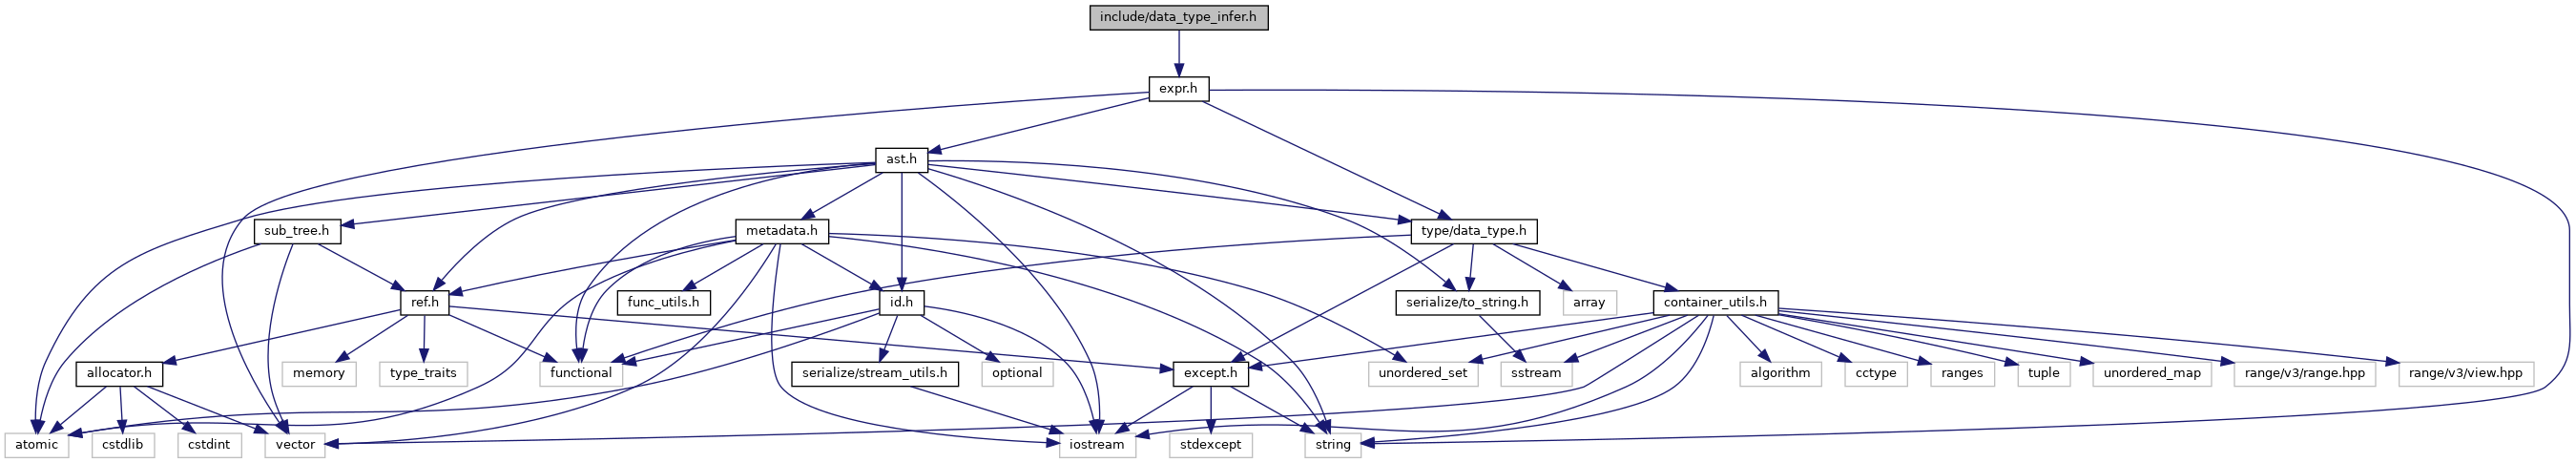 include/data_type_infer.h
expr.h
ast.h
sub_tree.h
metadata.h
type/data_type.h
ref.h
func_utils.h
id.h
serialize/to_string.h
array
container_utils.h
allocator.h
memory
type_traits
functional
serialize/stream_utils.h
optional
except.h
unordered_set
sstream
algorithm
cctype
ranges
tuple
unordered_map
range/v3/range.hpp
range/v3/view.hpp
atomic
cstdlib
cstdint
vector
iostream
stdexcept
string